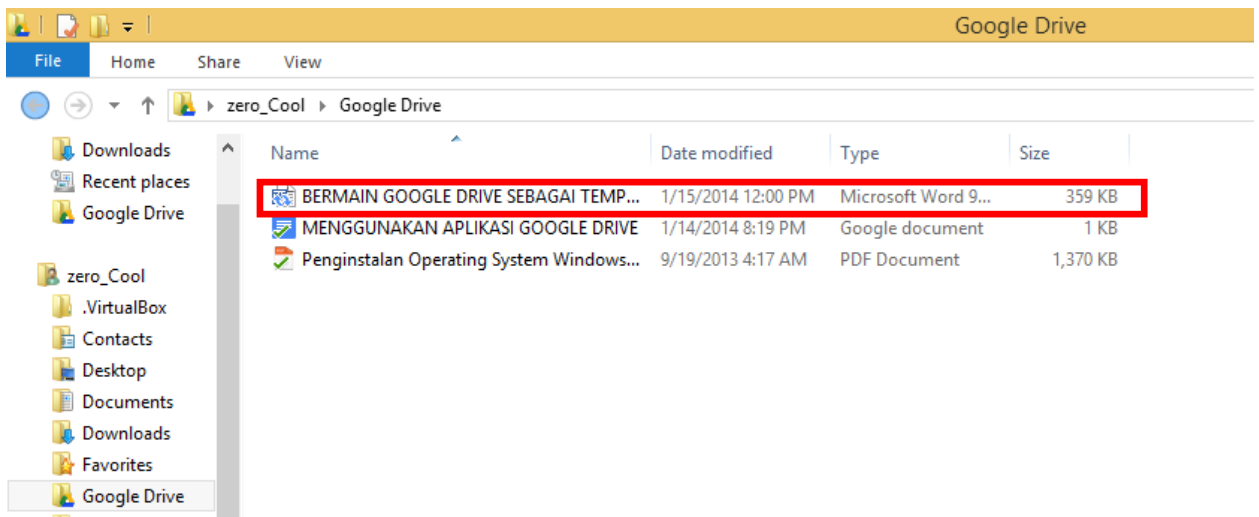 Google Drive
File Home Share View
zero_Cool Google Drive
Downloads
Recent places
Google Drive
zero_Cool
.VirtualBox
Contacts
Desktop
Documents
Downloads
Favorites
Google Drive
Name Date modified Type Size
BERMAIN GOOGLE DRIVE SEBAGAI TEMP... 1/15/2014 12:00 PM Microsoft Word 9... 359 KB
MENGGUNAKAN APLIKASI GOOGLE DRIVE 1/14/2014 8:19 PM Google document 1 KB
Penginstalan Operating System Windows... 9/19/2013 4:17 AM PDF Document 1,370 KB